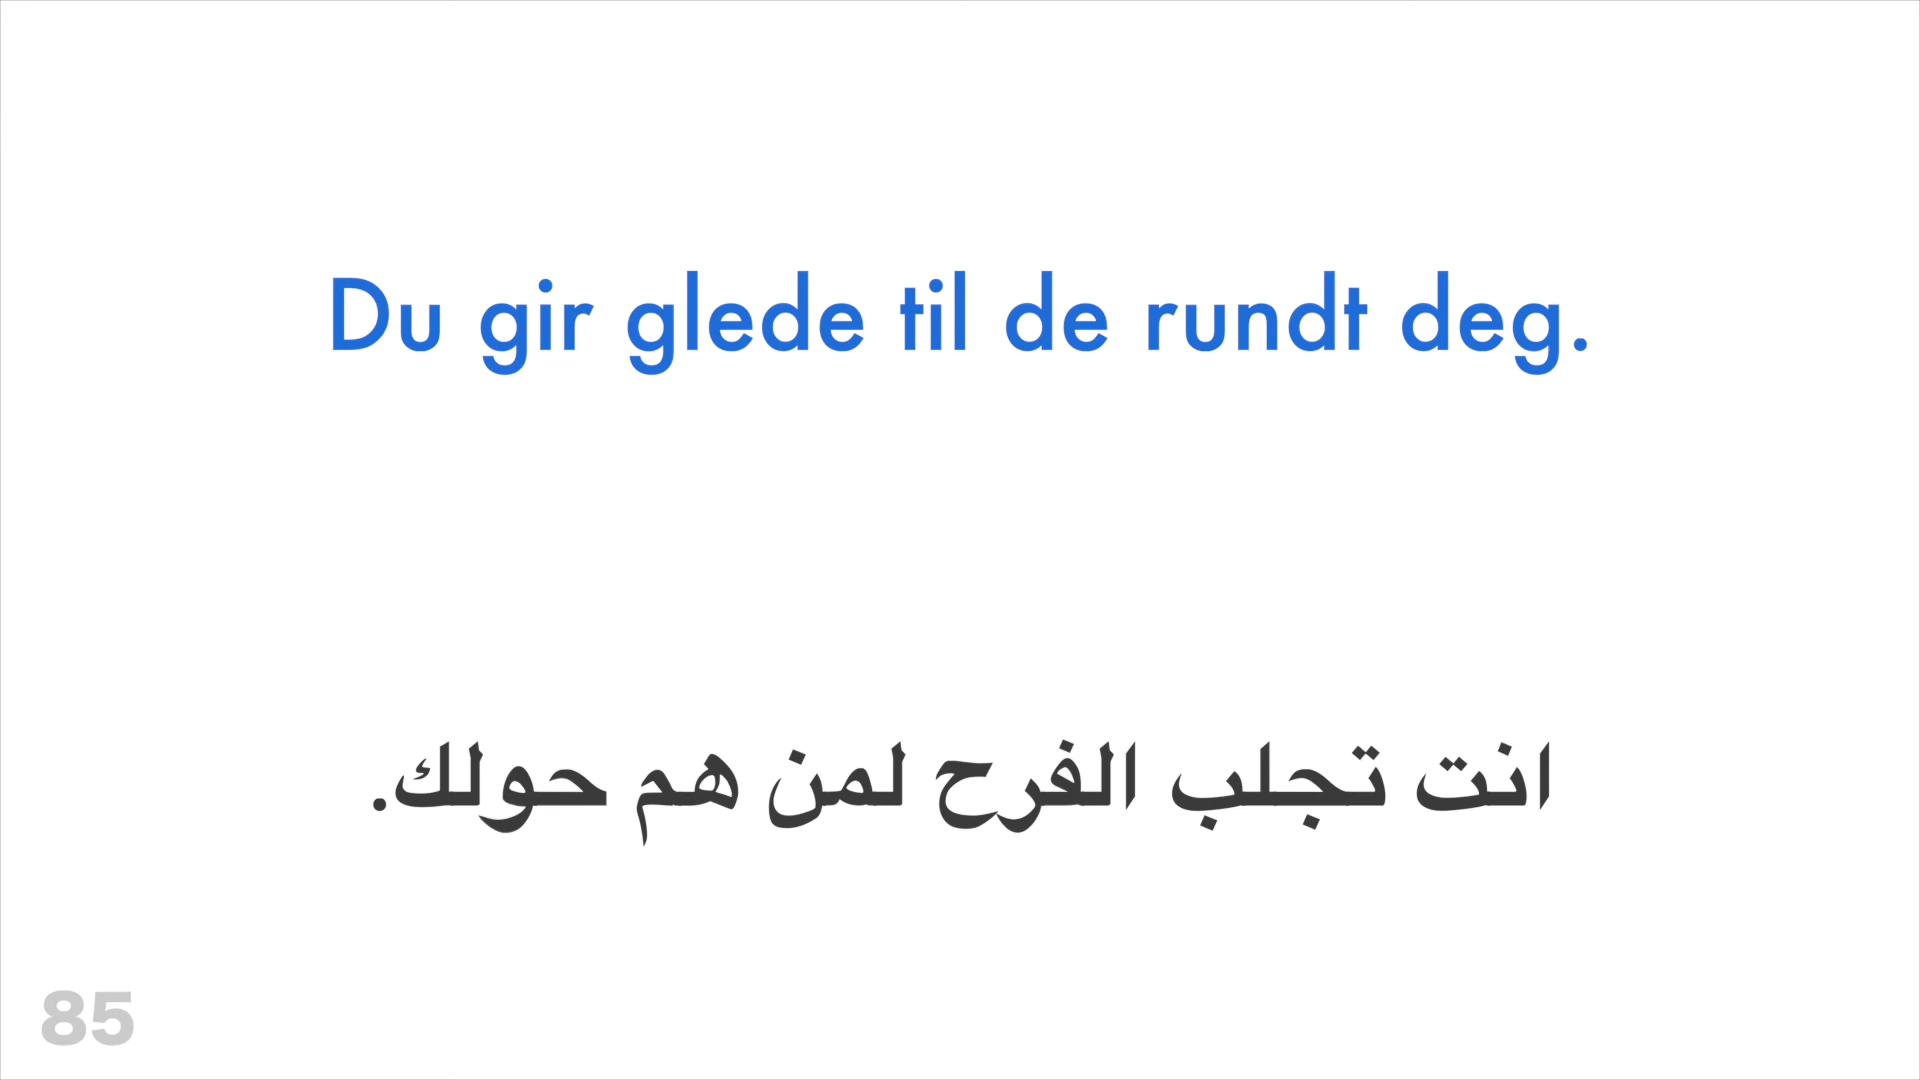 Du gir glede til de rundt deg.
انت تجلب الفرح لمن هم حولك.
85